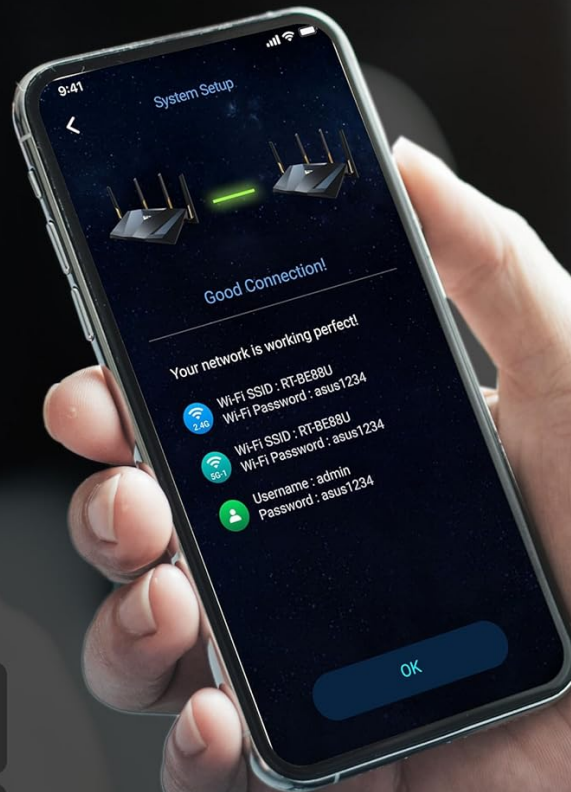 9:41
System Setup
Good Connection!
Your network is working perfect!
Wi-Fi SSID : RT-BE88U
Wi-Fi Password : asus1234
2.4G
Wi-Fi SSID : RT-BE88U
Wi-Fi Password : asus1234
5G-1
Username : admin
Password : asus1234
OK